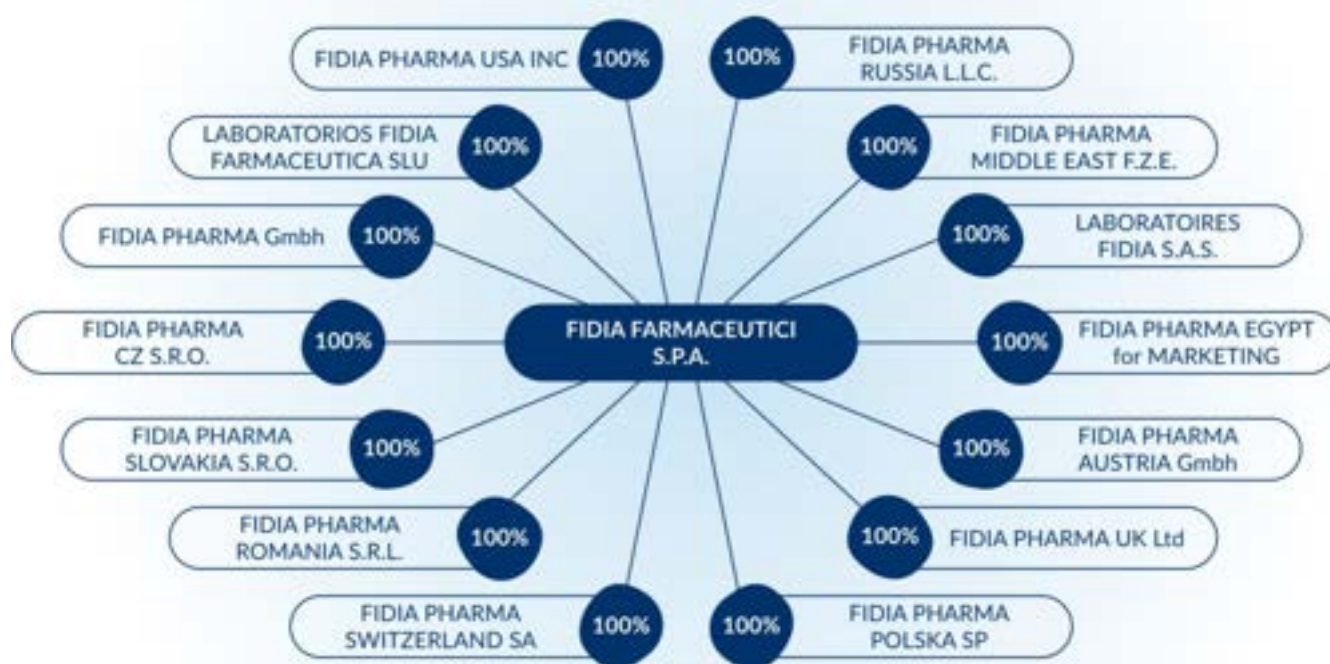 FIDIA PHARMA USA INC
100%
100%
FIDIA PHARMA
RUSSIA L.L.C.
LABORATORIOS FIDIA
FARMACEUTICA SLU
100%
100%
FIDIA PHARMA
MIDDLE EAST F.Z.E.
FIDIA PHARMA Gmbh
100%
100%
LABORATOIRES
FIDIA S.A.S.
FIDIA PHARMA
CZ S.R.O.
100%
FIDIA FARMACEUTICI
S.P.A.
100%
FIDIA PHARMA EGYPT
for MARKETING
FIDIA PHARMA
SLOVAKIA S.R.O.
100%
100%
FIDIA PHARMA
AUSTRIA Gmbh
FIDIA PHARMA
ROMANIA S.R.L.
100%
100%
FIDIA PHARMA UK Ltd
FIDIA PHARMA
SWITZERLAND SA
100%
100%
FIDIA PHARMA
POLSKA SP